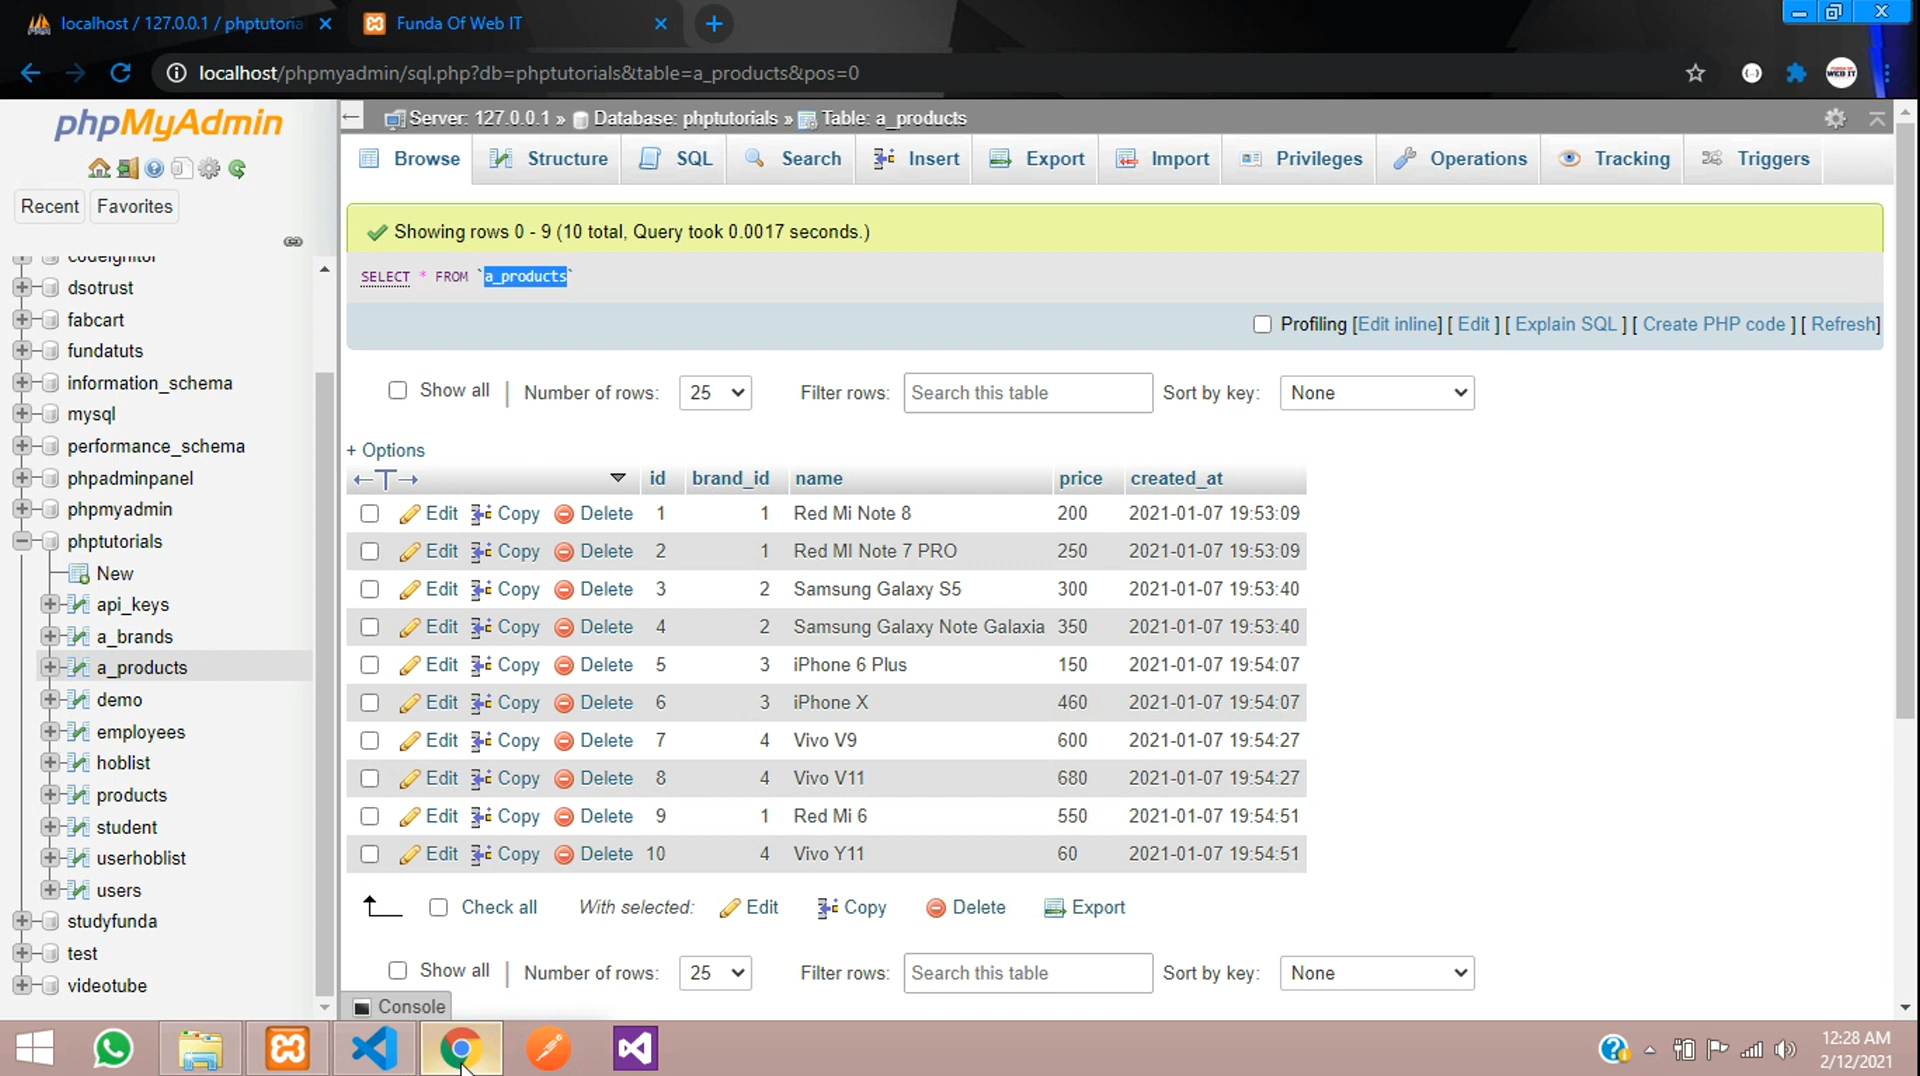 localhost / 127.0.0.1 / phptutoria
Funda Of Web IT
localhost/phpmyadmin/sql.php?db=phptutorials&table=a_products&pos=0
WEB IT
phpMyAdmin
Server: 127.0.0.1 » Database: phptutorials » Table: a_products
Browse Structure SQL Search Insert Export Import Privileges Operations Tracking Triggers
Recent Favorites
Showing rows 0 - 9 (10 total, Query took 0.0017 seconds.)
SELECT * FROM `a_products`
Profiling [Edit inline] [ Edit ] [ Explain SQL ] [ Create PHP code ] [ Refresh]
codeignitor
dsotrust
fabcart
fundatuts
information_schema
mysql
performance_schema
phpadminpanel
phpmyadmin
phptutorials
New
api_keys
a_brands
a_products
demo
employees
hoblist
products
student
userhoblist
users
studyfunda
test
videotube
Show all | Number of rows: 25 Filter rows: Search this table Sort by key: None
+ Options
←T→ id brand_id name price created_at
Edit Copy Delete 1 1 Red Mi Note 8 200 2021-01-07 19:53:09
Edit Copy Delete 2 1 Red MI Note 7 PRO 250 2021-01-07 19:53:09
Edit Copy Delete 3 2 Samsung Galaxy S5 300 2021-01-07 19:53:40
Edit Copy Delete 4 2 Samsung Galaxy Note Galaxia 350 2021-01-07 19:53:40
Edit Copy Delete 5 3 iPhone 6 Plus 150 2021-01-07 19:54:07
Edit Copy Delete 6 3 iPhone X 460 2021-01-07 19:54:07
Edit Copy Delete 7 4 Vivo V9 600 2021-01-07 19:54:27
Edit Copy Delete 8 4 Vivo V11 680 2021-01-07 19:54:27
Edit Copy Delete 9 1 Red Mi 6 550 2021-01-07 19:54:51
Edit Copy Delete 10 4 Vivo Y11 60 2021-01-07 19:54:51
Check all With selected: Edit Copy Delete Export
Show all | Number of rows: 25 Filter rows: Search this table Sort by key: None
Console
12:28 AM
2/12/2021